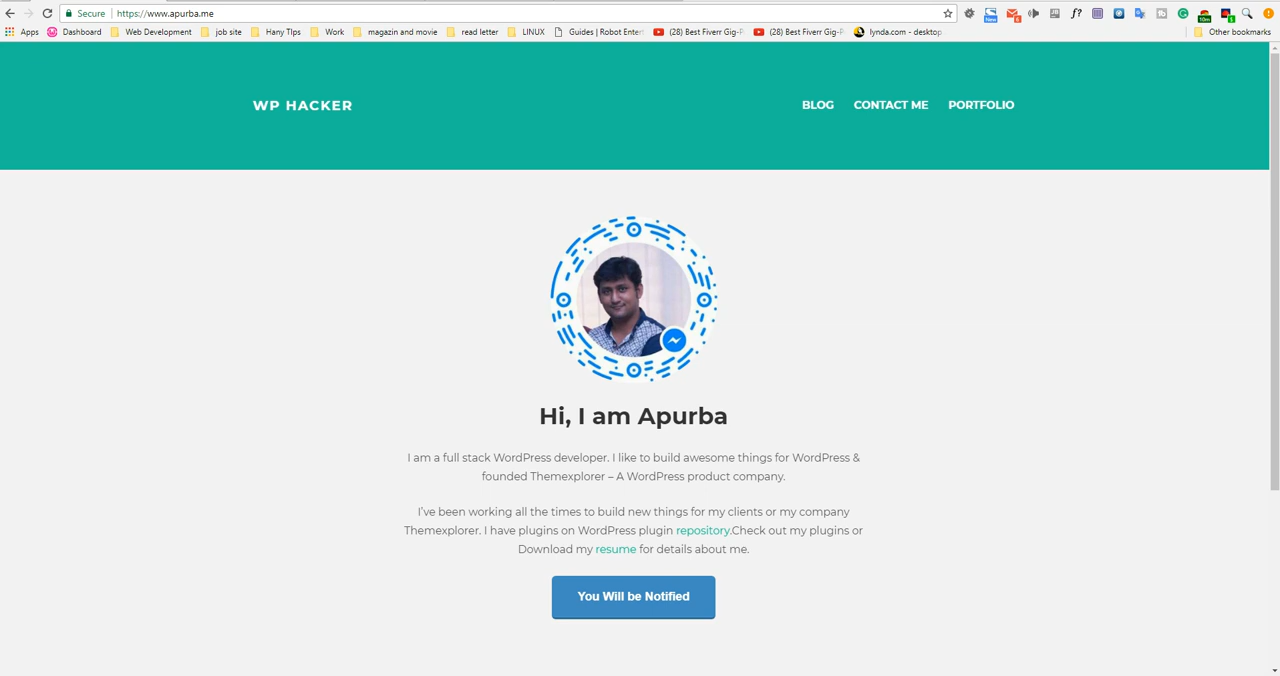 Secure https://www.apurba.me
Apps Dashboard Web Development job site Hany TIps Work magazin and movie read letter LINUX Guides | Robot Enter (28) Best Fiverr Gig-P (28) Best Fiverr Gig-P lynda.com - desktop Other bookmarks
WP HACKER BLOG CONTACT ME PORTFOLIO
Hi, I am Apurba
I am a full stack WordPress developer. I like to build awesome things for WordPress &
founded Themexplorer – A WordPress product company.
I've been working all the times to build new things for my clients or my company
Themexplorer. I have plugins on WordPress plugin repository.Check out my plugins or
Download my resume for details about me.
You Will be Notified